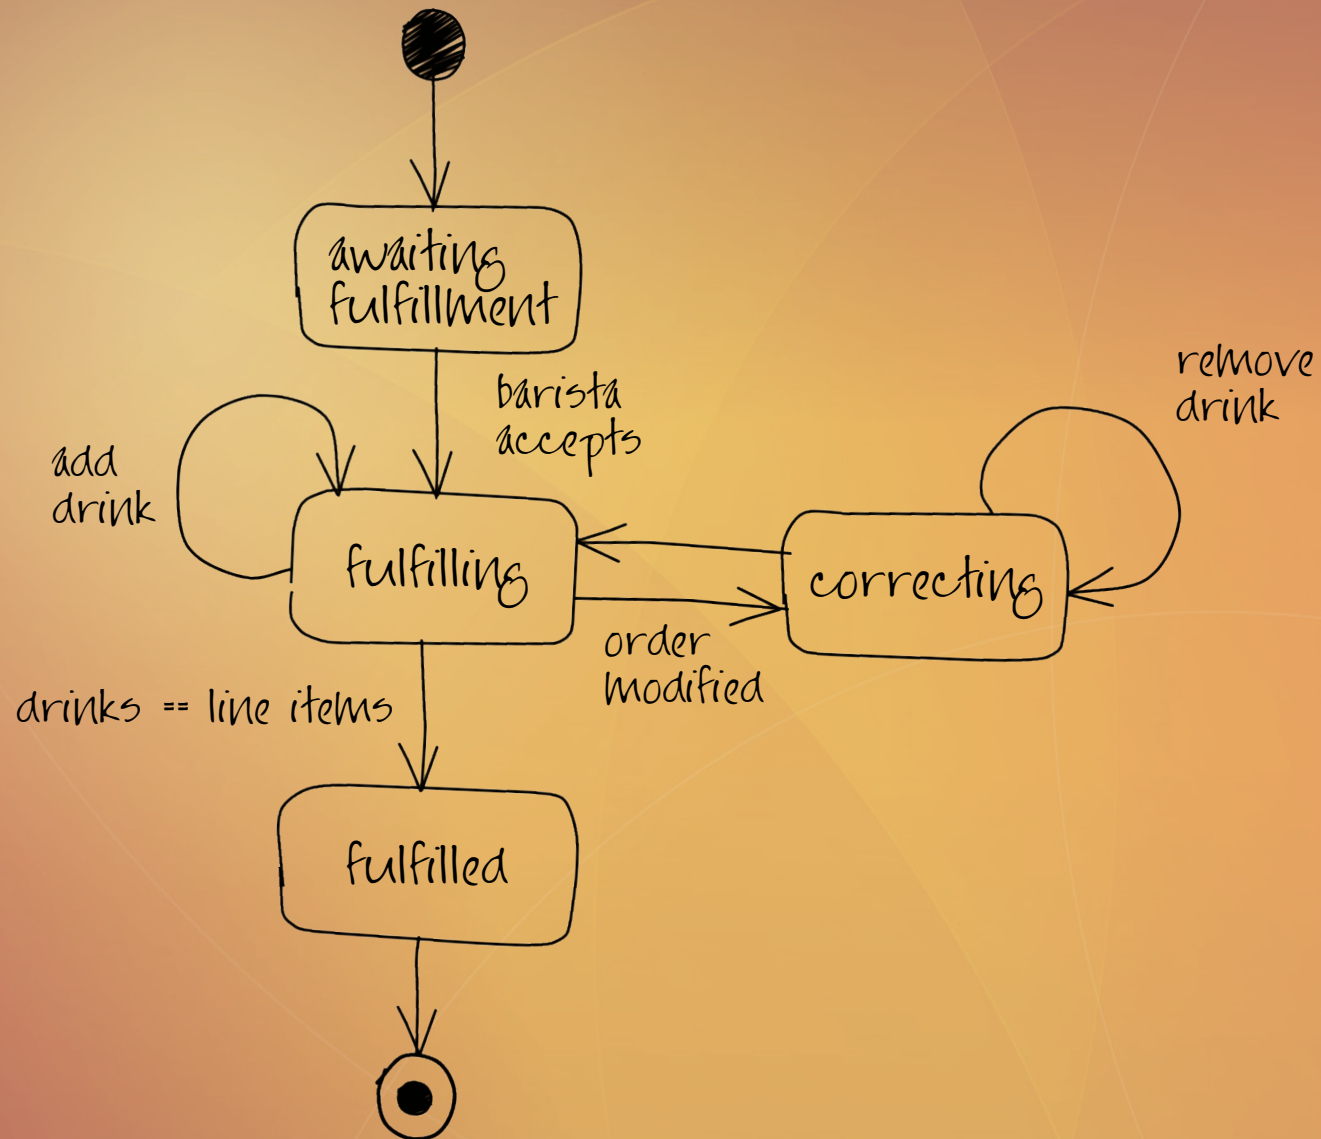 awaiting
fulfillment
barista
accepts
remove
drink
add
drink
fulfilling
correcting
order
modified
drinks == line items
fulfilled